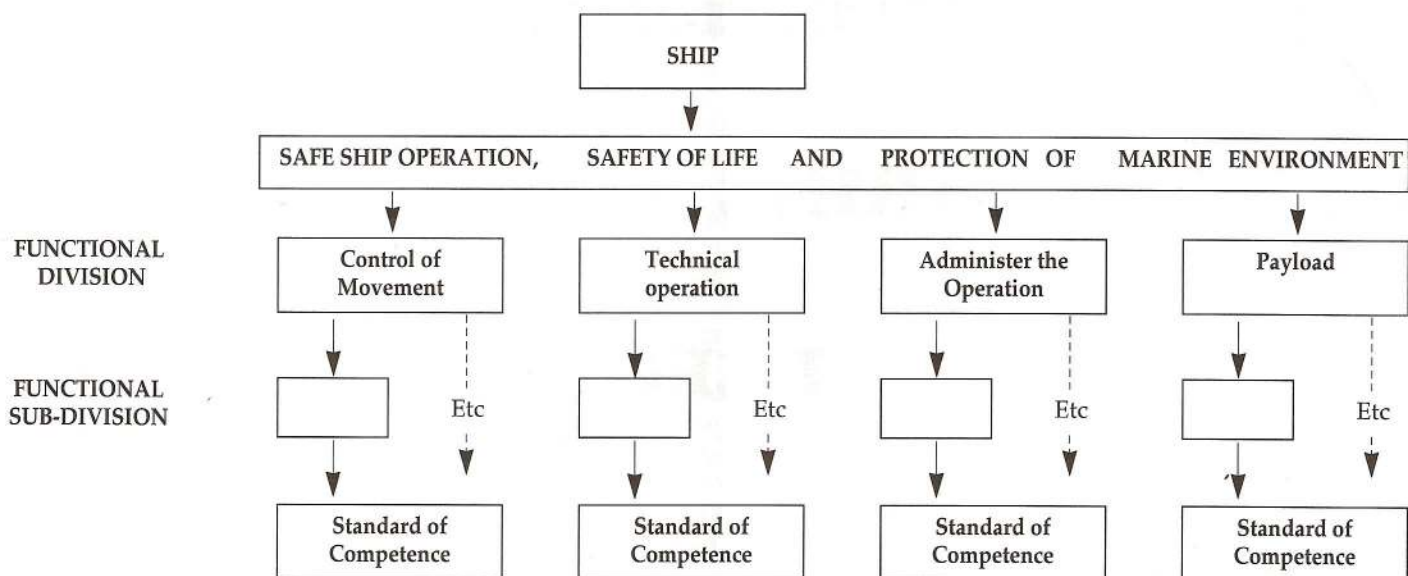 SHIP
SAFE SHIP OPERATION, SAFETY OF LIFE AND PROTECTION OF MARINE ENVIRONMENT
FUNCTIONAL
DIVISION
Control of
Movement
Technical
operation
Administer the
Operation
Payload
FUNCTIONAL
SUB-DIVISION
Etc
Etc
Etc
Etc
Standard of
Competence
Standard of
Competence
Standard of
Competence
Standard of
Competence